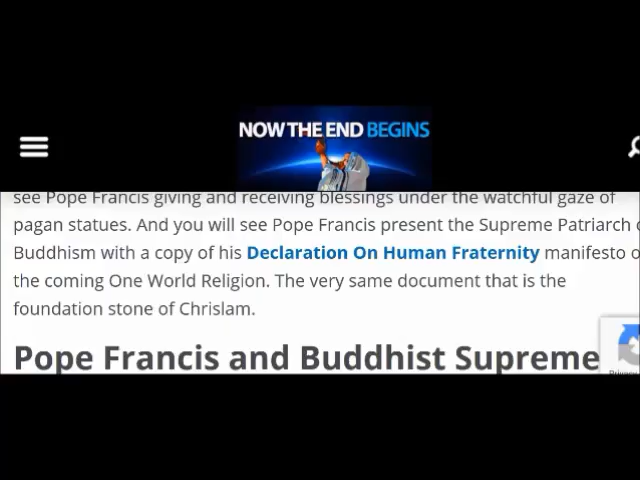 NOW THE END BEGINS
see Pope Francis giving and receiving blessings under the watchful gaze of
pagan statues. And you will see Pope Francis present the Supreme Patriarch
Buddhism with a copy of his Declaration On Human Fraternity manifesto
the coming One World Religion. The very same document that is the
foundation stone of Chrislam.
Pope Francis and Buddhist Supreme